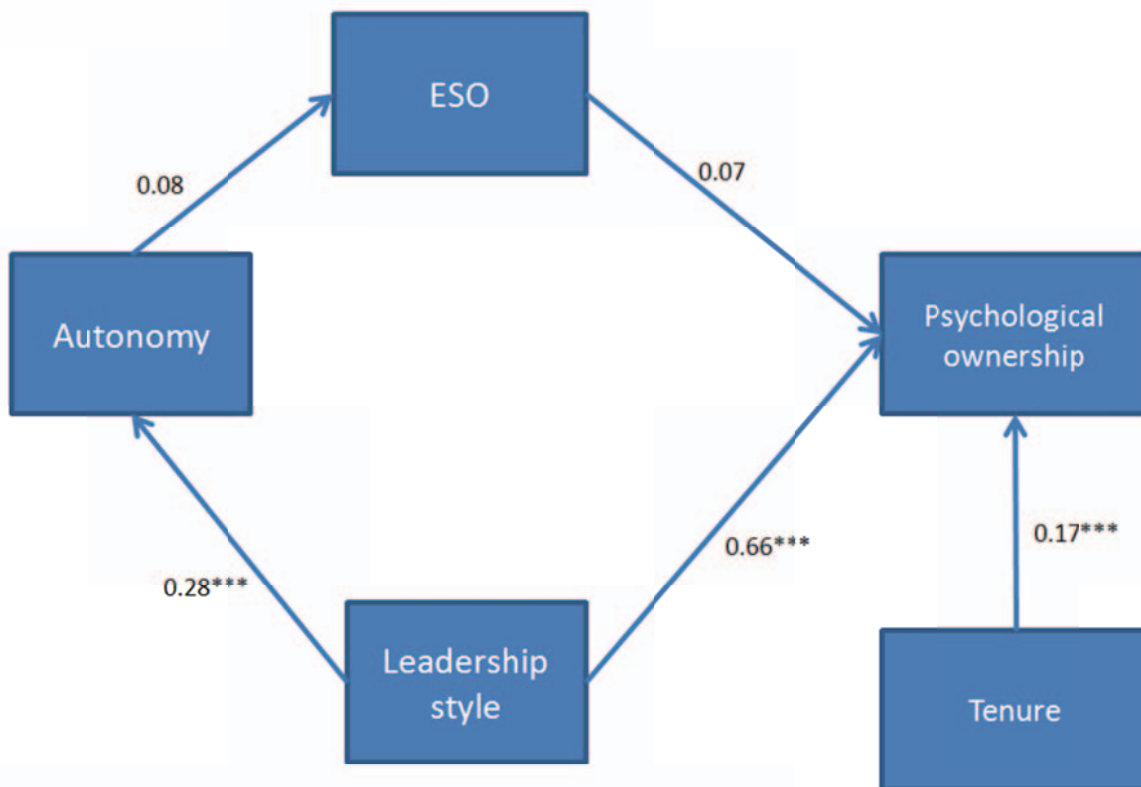 ESO
0.08
0.07
Autonomy
Psychological
ownership
0.28***
0.66***
0.17***
Leadership
style
Tenure